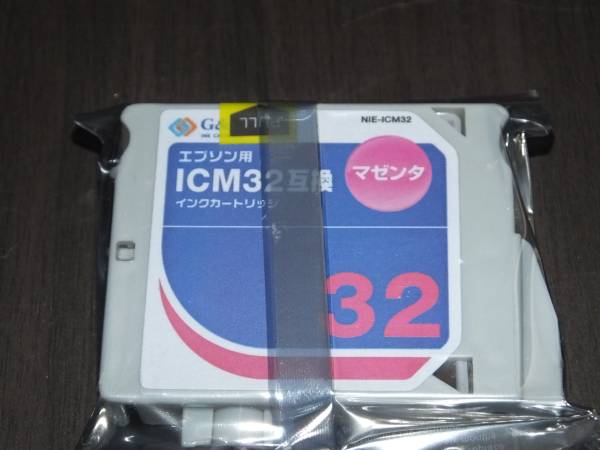 G&
NIE-ICM32
PULL
エプソン用
ICM32互換
マゼンタ
インクカートリッジ
32